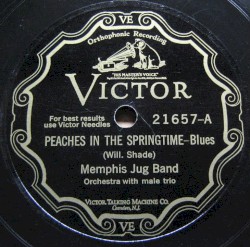 VE
Orthophonic Recording
"HIS MASTER'S VOICE"
VICTOR
For best results
use Victor Needles
21657-A
PEACHES IN THE SPRINGTIME-Blues
(Will. Shade)
Memphis Jug Band
Orchestra with male trio
VICTOR TALKING MACHINE CO.
Camden, N.J.
VE